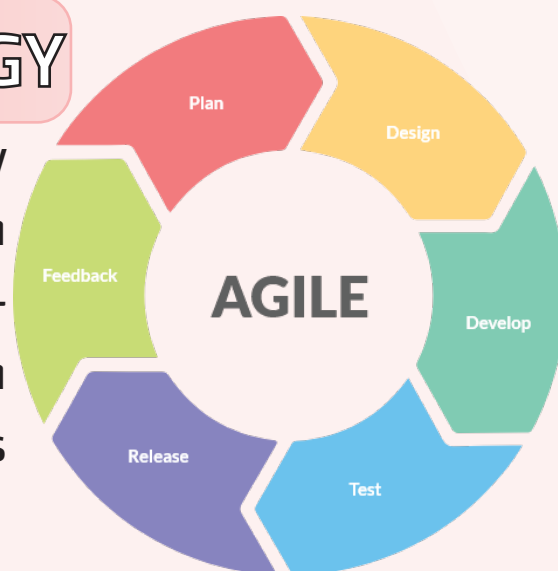 GY
Plan
Design
Feedback
AGILE
Develop
Release
Test